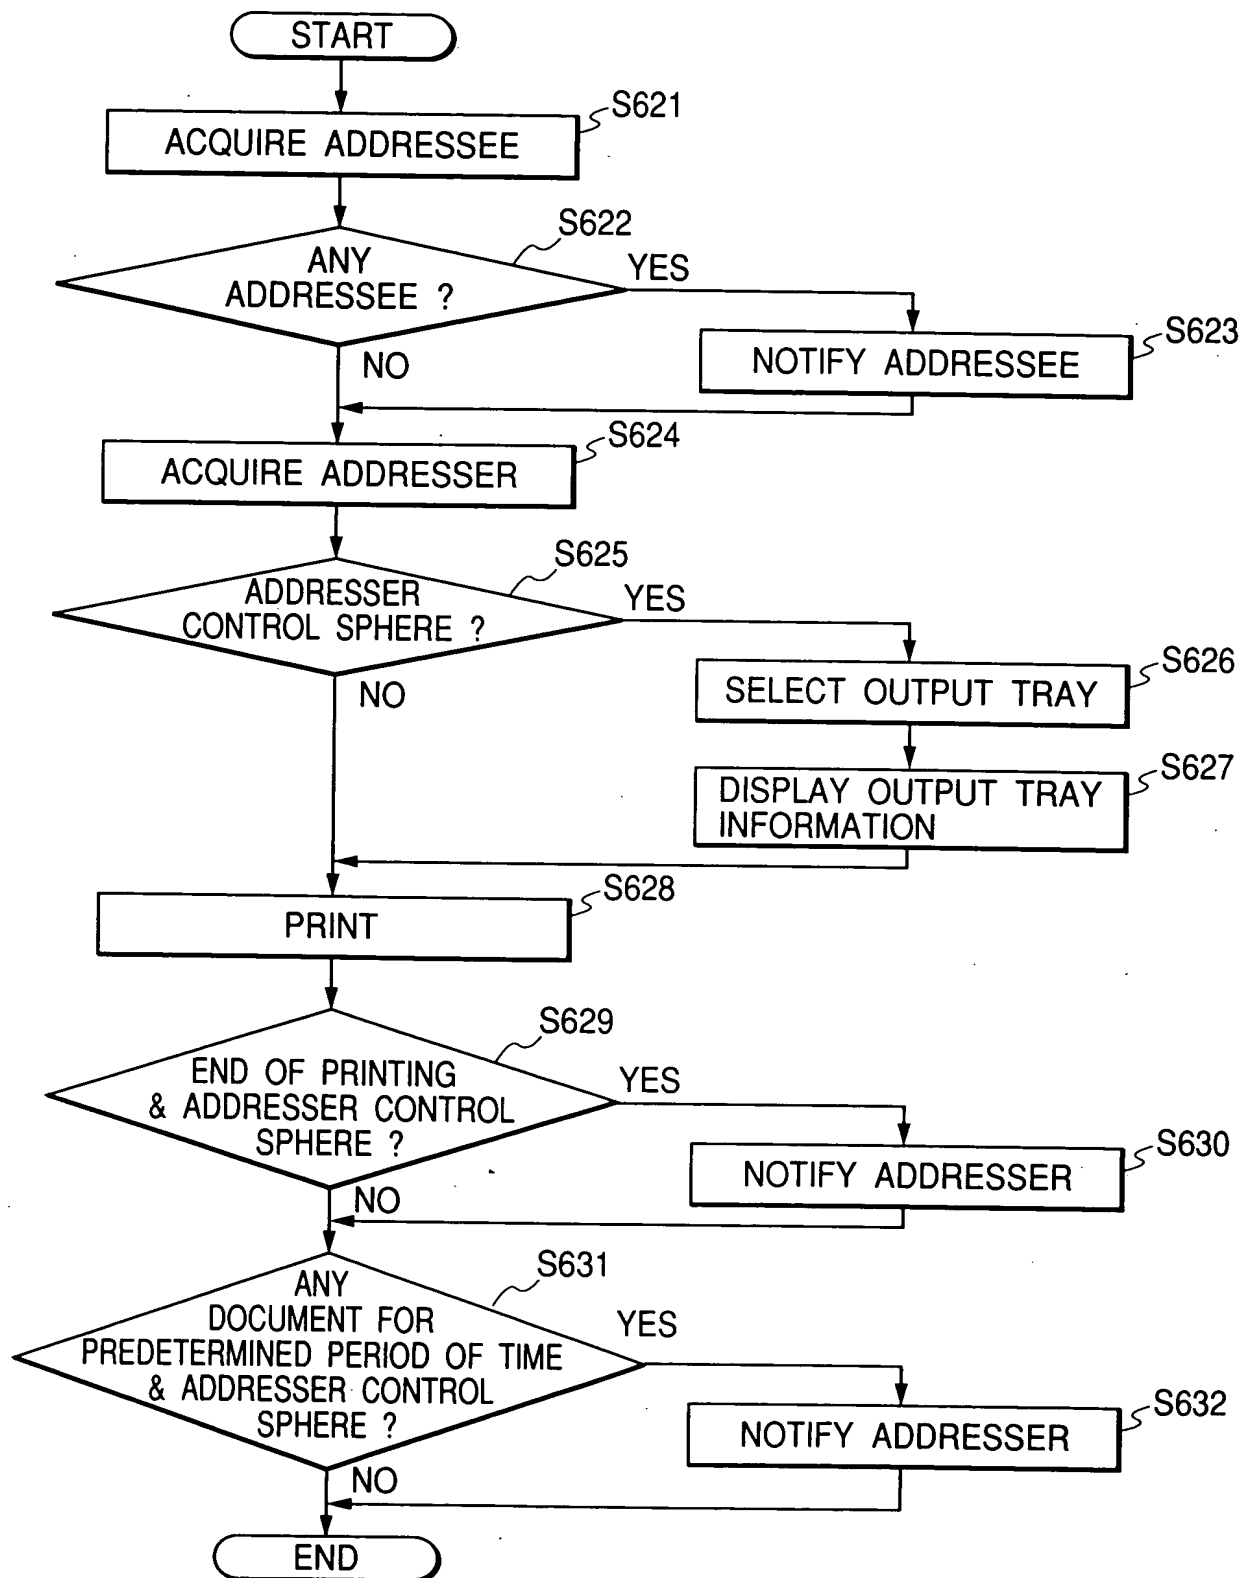 START
S621
ACQUIRE ADDRESSEE
S622
ANY
ADDRESSEE ?
YES
S623
NOTIFY ADDRESSEE
NO
S624
ACQUIRE ADDRESSER
S625
ADDRESSER
CONTROL SPHERE ?
YES
S626
SELECT OUTPUT TRAY
NO
S627
DISPLAY OUTPUT TRAY
INFORMATION
S628
PRINT
S629
END OF PRINTING
& ADDRESSER CONTROL
SPHERE ?
YES
S630
NOTIFY ADDRESSER
NO
S631
ANY
DOCUMENT FOR
PREDETERMINED PERIOD OF TIME
& ADDRESSER CONTROL
SPHERE ?
YES
S632
NOTIFY ADDRESSER
NO
END